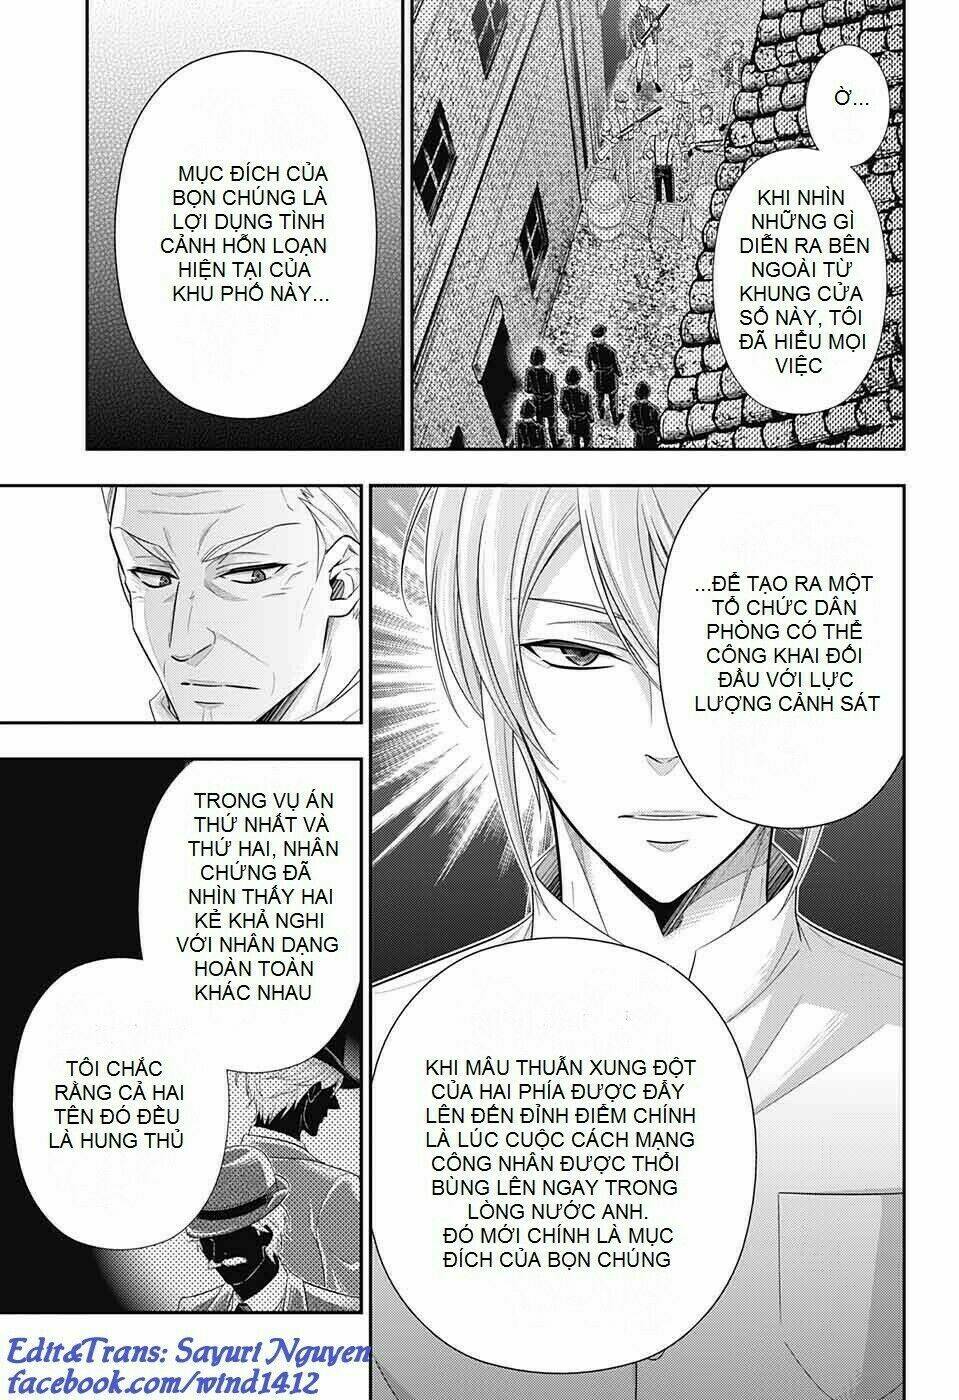 Ờ...
KHI NHÌN
NHỮNG GÌ
DIỄN RA BÊN
NGOÀI TỪ
KHUNG CỬA
SỔ NÀY, TÔI
ĐÃ HIỂU MỌI
VIỆC
MỤC ĐÍCH CỦA
BỌN CHÚNG LÀ
LỢI DỤNG TÌNH
CẢNH HỖN LOẠN
HIỆN TẠI CỦA
KHU PHỐ NÀY...
...ĐỂ TẠO RA MỘT
TỔ CHỨC DÂN
PHÒNG CÓ THỂ
CÔNG KHAI ĐỐI
ĐẦU VỚI LỰC
LƯỢNG CẢNH SÁT
KHI MÂU THUẪN XUNG ĐỘT
CỦA HAI PHÍA ĐƯỢC ĐẨY
LÊN ĐẾN ĐỈNH ĐIỂM CHÍNH
LÀ LÚC CUỘC CÁCH MẠNG
CÔNG NHÂN ĐƯỢC THỔI
BÙNG LÊN NGAY TRONG
LÒNG NƯỚC ANH.
ĐÓ MỚI CHÍNH LÀ MỤC
ĐÍCH CỦA BỌN CHÚNG
TRONG VỤ ÁN
THỨ NHẤT VÀ
THỨ HAI, NHÂN
CHỨNG ĐÃ
NHÌN THẤY HAI
KẺ KHẢ NGHI
VỚI NHÂN DẠNG
HOÀN TOÀN
KHÁC NHAU
TÔI CHẮC
RẰNG CẢ HAI
TÊN ĐÓ ĐỀU
LÀ HUNG THỦ
Edit&Trans: Sayuri Nguyen
facebook.com/wind1412